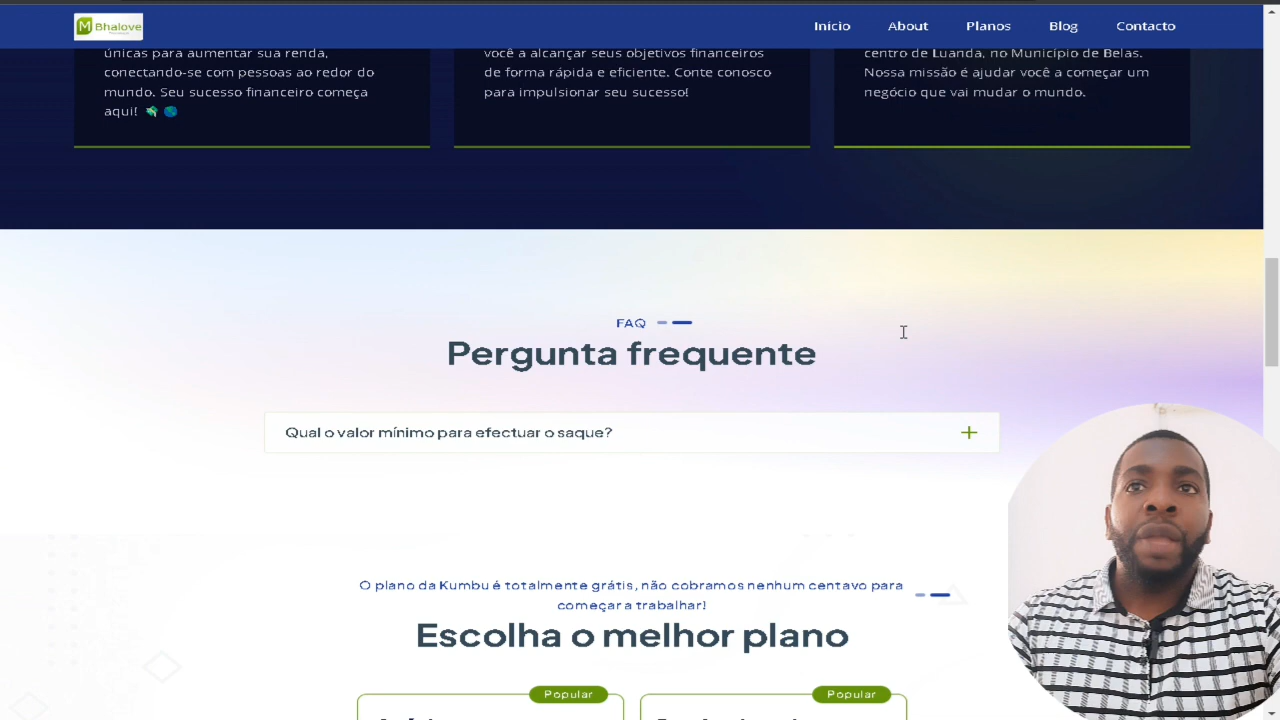 M Bhalove
Início About Planos Blog Contacto
únicas para aumentar sua renda,
conectando-se com pessoas ao redor do
mundo. Seu sucesso financeiro começa
aqui!
você a alcançar seus objetivos financeiros
de forma rápida e eficiente. Conte conosco
para impulsionar seu sucesso!
centro de Luanda, no Município de Belas.
Nossa missão é ajudar você a começar um
negócio que vai mudar o mundo.
FAQ
Pergunta frequente
Qual o valor mínimo para efectuar o saque?
O plano da Kumbu é totalmente grátis, não cobramos nenhum centavo para
começar a trabalhar!
Escolha o melhor plano
Popular
Popular